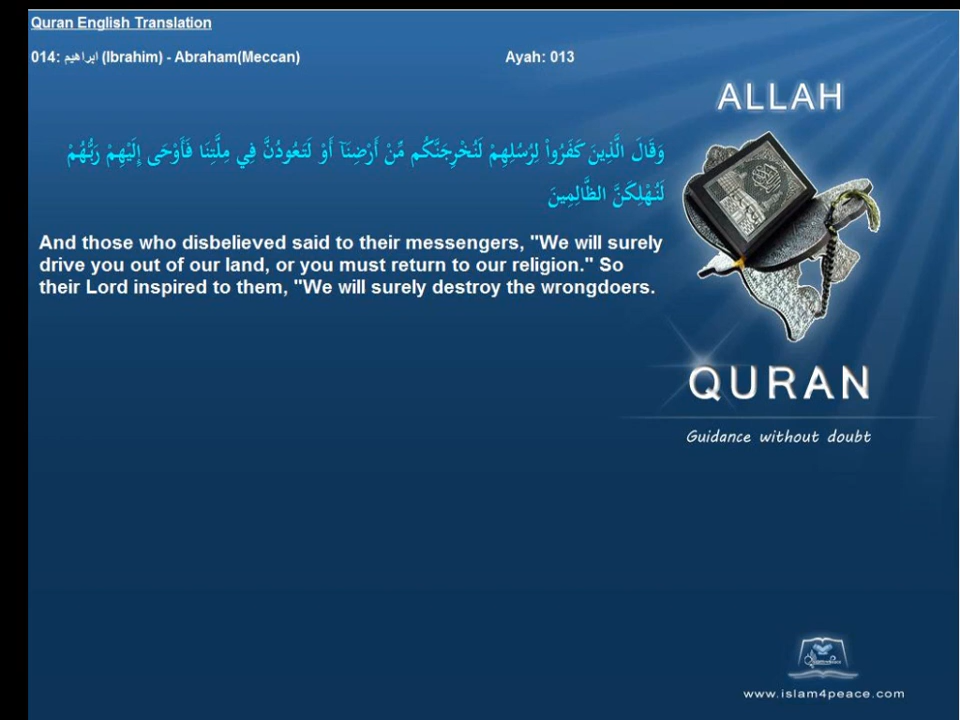 Quran English Translation
014: ابراهيم (Ibrahim) - Abraham(Meccan) Ayah: 013
ALLAH
وَقَالَ الَّذِينَ كَفَرُواْ لِرُسُلِهِمْ لَنُخْرِجَنَّكُم مِّنْ أَرْضِنَآ أَوْ لَتَعُودُنَّ فِي مِلَّتِنَا فَأَوْحَى إِلَيْهِمْ رَبُّهُمْ
لَنُهْلِكَنَّ الظَّالِمِينَ
And those who disbelieved said to their messengers, "We will surely
drive you out of our land, or you must return to our religion." So
their Lord inspired to them, "We will surely destroy the wrongdoers.
QURAN
Guidance without doubt
www.islam4peace.com